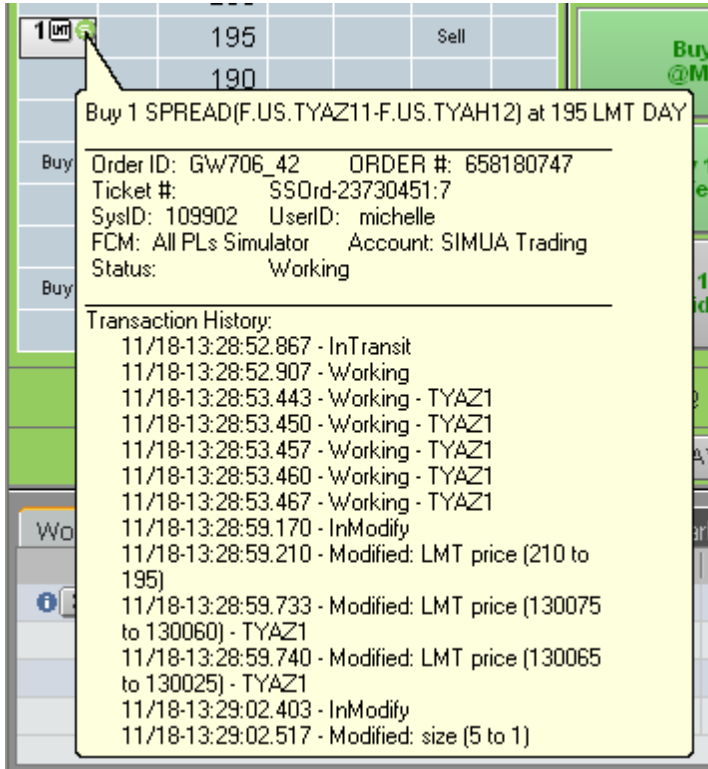 1 LMT
195
Sell
Buy
@M
190
Buy 1 SPREAD(F.US.TYAZ11-F.US.TYAH12) at 195 LMT DAY
Buy
Order ID: GW706_42 ORDER #: 658180747
Ticket #: SSOrd-23730451:7
SysID: 109902 UserID: michelle
FCM: All PLs Simulator Account: SIMUA Trading
Status: Working
Buy
Transaction History:
11/18-13:28:52.867 - InTransit
11/18-13:28:52.907 - Working
11/18-13:28:53.443 - Working - TYAZ1
11/18-13:28:53.450 - Working - TYAZ1
11/18-13:28:53.457 - Working - TYAZ1
11/18-13:28:53.460 - Working - TYAZ1
11/18-13:28:53.467 - Working - TYAZ1
11/18-13:28:59.170 - InModify
Wo
11/18-13:28:59.210 - Modified: LMT price (210 to
195)
11/18-13:28:59.733 - Modified: LMT price (130075
to 130060) - TYAZ1
11/18-13:28:59.740 - Modified: LMT price (130065
to 130025) - TYAZ1
11/18-13:29:02.403 - InModify
11/18-13:29:02.517 - Modified: size (5 to 1)